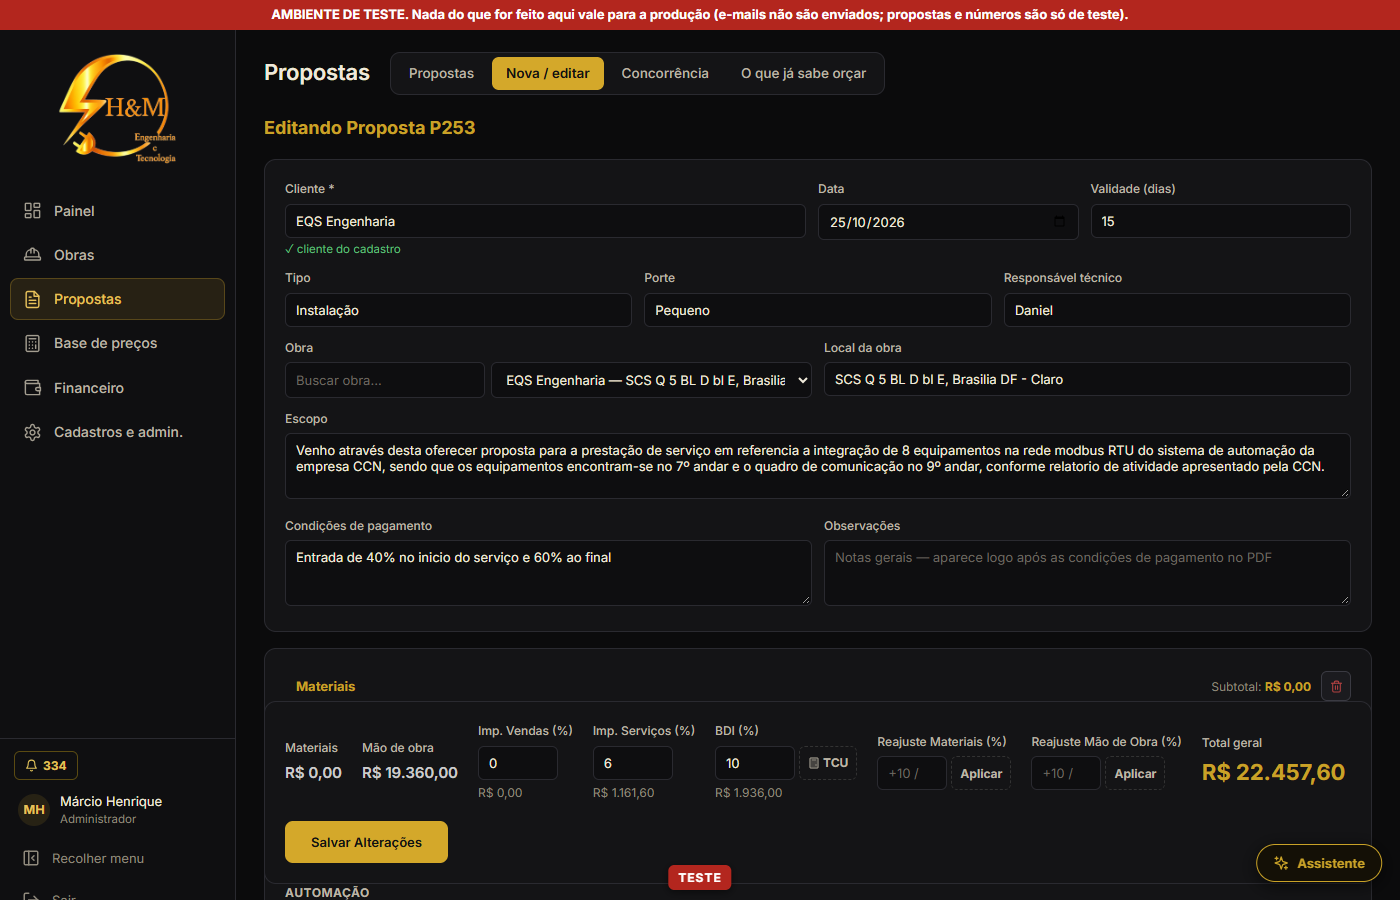 AMBIENTE DE TESTE. Nada do que for feito aqui vale para a produção (e-mails não são enviados; propostas e números são só de teste).
H&M
Engenharia
e
Tecnologia
Painel
Obras
Propostas
Base de preços
Financeiro
Cadastros e admin.
334
MH
Márcio Henrique
Administrador
Recolher menu
Sair
Propostas
Propostas
Nova / editar
Concorrência
O que já sabe orçar
Editando Proposta P253
Cliente *
Data
Validade (dias)
EQS Engenharia
25/10/2026
15
✓ cliente do cadastro
Tipo
Porte
Responsável técnico
Instalação
Pequeno
Daniel
Obra
Local da obra
Buscar obra...
EQS Engenharia — SCS Q 5 BL D bl E, Brasilia
SCS Q 5 BL D bl E, Brasilia DF - Claro
Escopo
Venho através desta oferecer proposta para a prestação de serviço em referencia a integração de 8 equipamentos na rede modbus RTU do sistema de automação da
empresa CCN, sendo que os equipamentos encontram-se no 7º andar e o quadro de comunicação no 9º andar, conforme relatorio de atividade apresentado pela CCN.
Condições de pagamento
Observações
Entrada de 40% no inicio do serviço e 60% ao final
Notas gerais — aparece logo após as condições de pagamento no PDF
Materiais
Subtotal: R$ 0,00
Materiais
R$ 0,00
Mão de obra
R$ 19.360,00
Imp. Vendas (%)
0
R$ 0,00
Imp. Serviços (%)
6
R$ 1.161,60
BDI (%)
10
TCU
R$ 1.936,00
Reajuste Materiais (%)
+10 /
Aplicar
Reajuste Mão de Obra (%)
+10 /
Aplicar
Total geral
R$ 22.457,60
Salvar Alterações
Assistente
TESTE
AUTOMAÇÃO